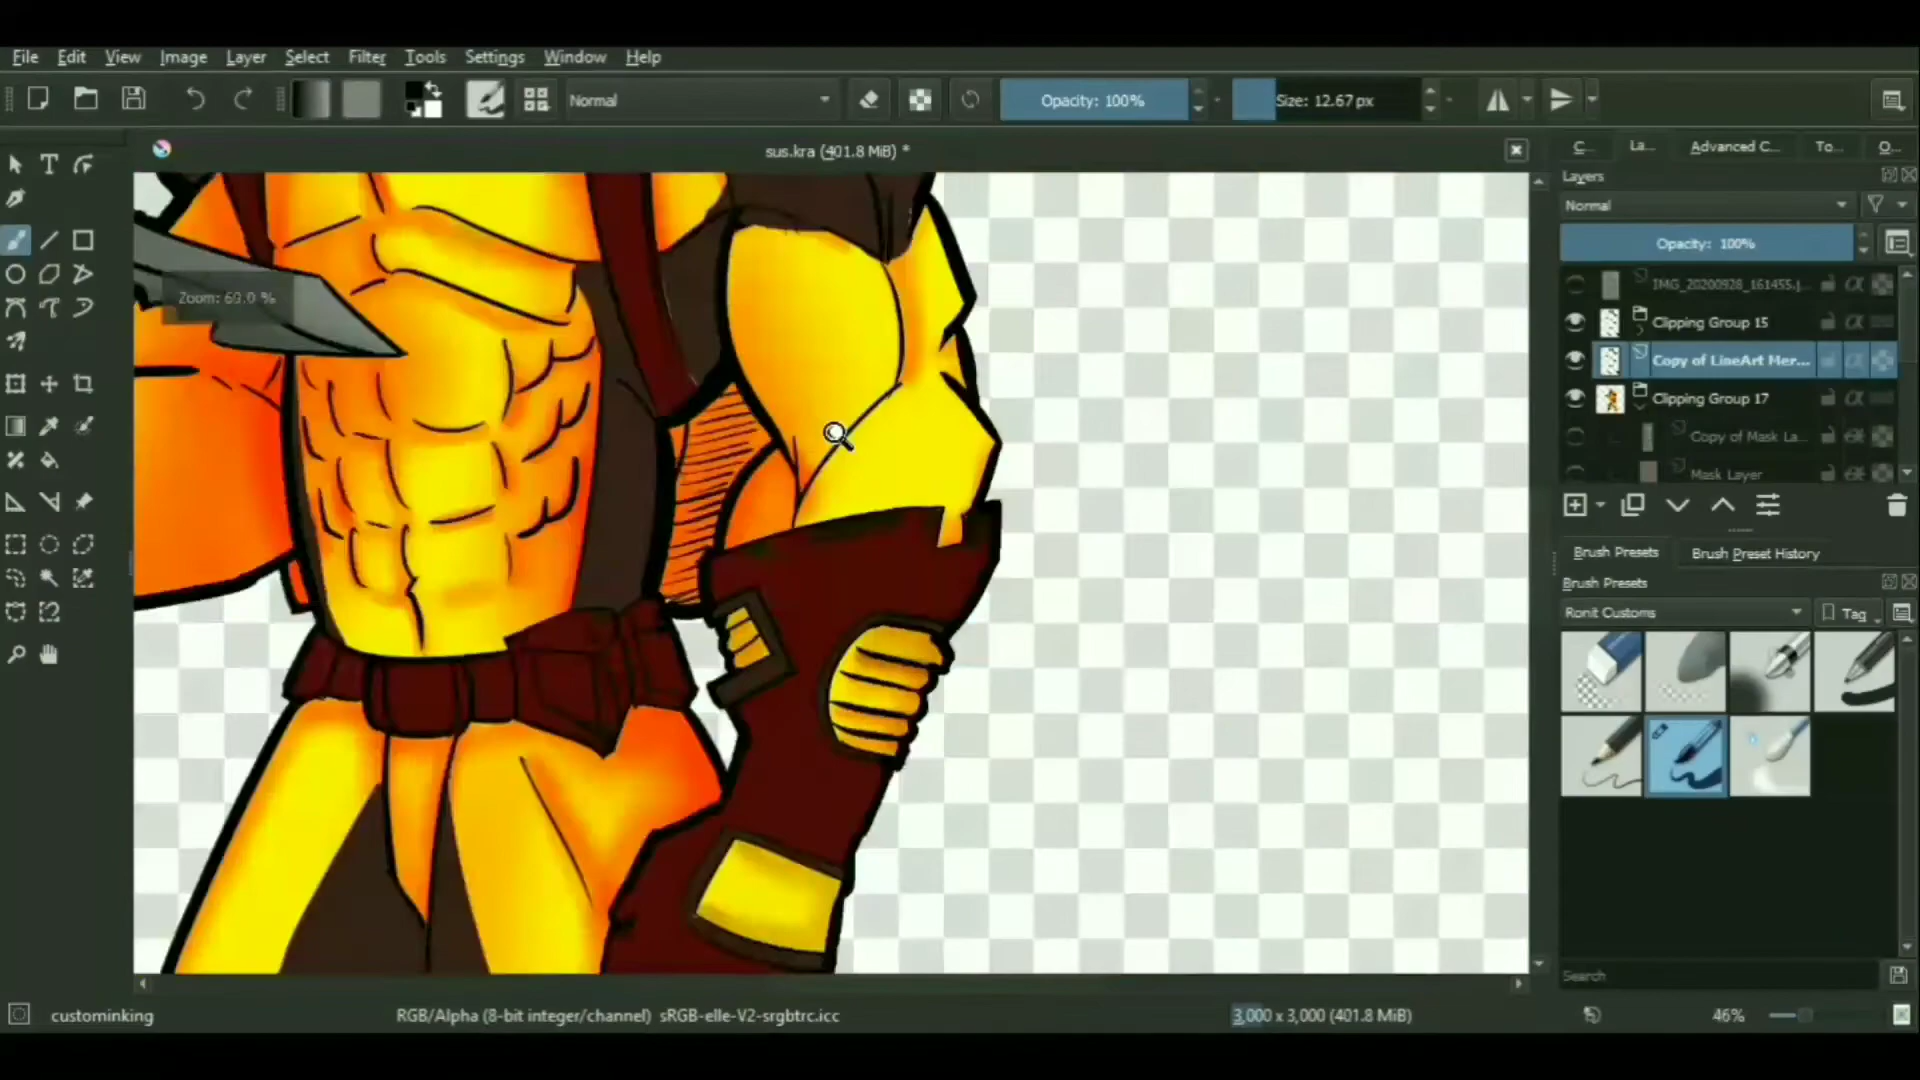 File Edit View Image Layer Select Filter Tools Settings Window Help
Normal
Opacity: 100%
Size: 12.67 px
sus.kra (401.8 MiB) *
C... La... Advanced C... To... O...
Layers
Normal
Opacity: 100%
IMG_20200928_161455.j...
Clipping Group 15
Copy of LineArt Mer...
Clipping Group 17
Copy of Mask La...
Mask Layer
Zoom: 60.0 %
Brush Presets Brush Preset History
Brush Presets
Ronit Customs
Tag
Search
customiking RGB/Alpha (8-bit integer/channel) sRGB-elle-V2-srgbtrc.icc 3,000 x 3,000 (401.8 MiB) 46%